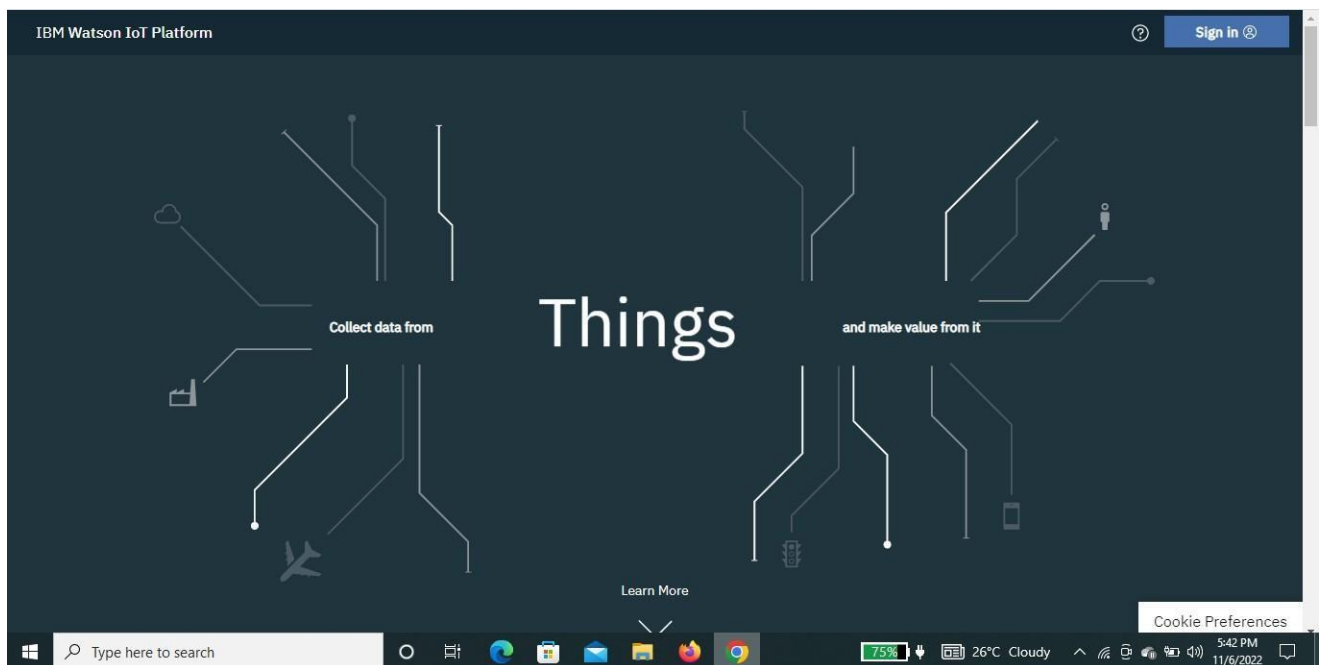 IBM Watson IoT Platform
Sign in
Collect data from
Things
and make value from it
Learn More
Cookie Preferences
Type here to search
75%
26°C Cloudy
5:42 PM
11/6/2022